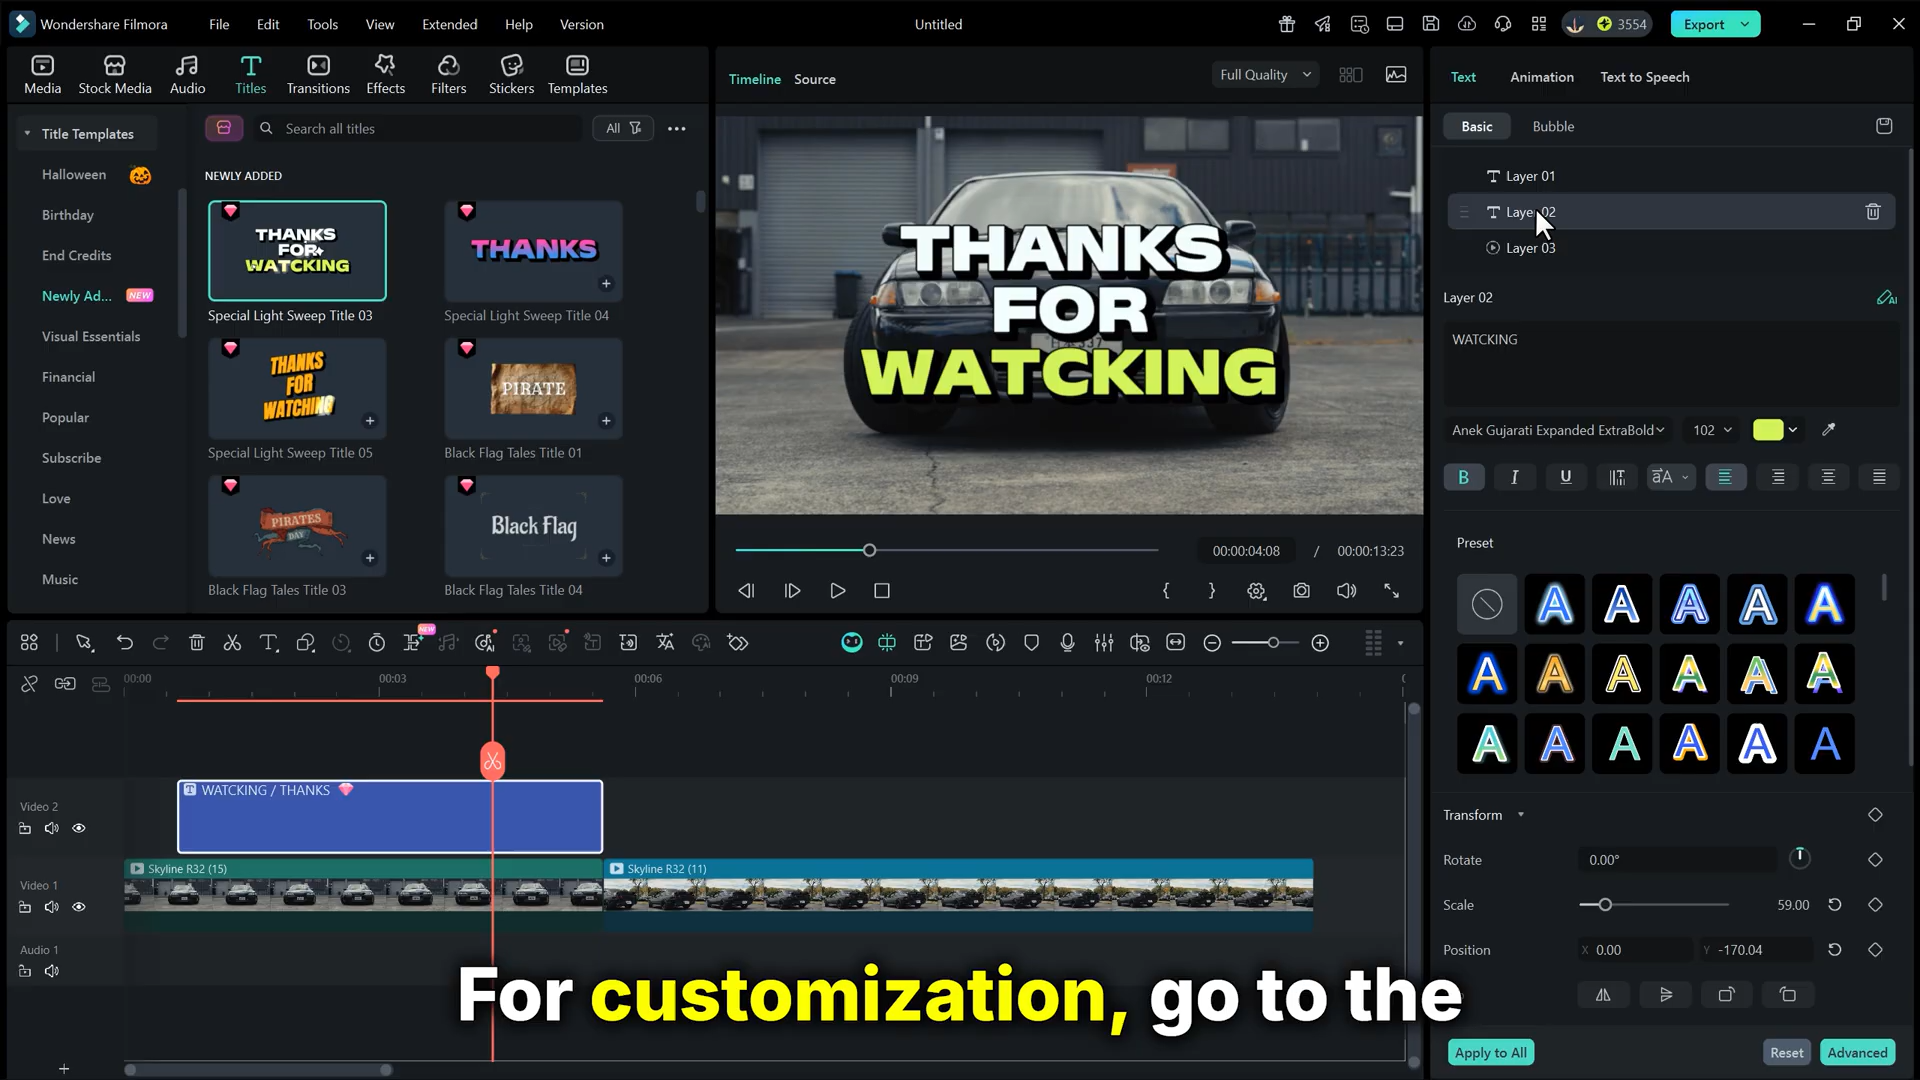 Wondershare Filmora File Edit Tools View Extended Help Version Untitled 3554 Export
Media Stock Media Audio Titles Transitions Effects Filters Stickers Templates
Title Templates
Halloween
Birthday
End Credits
Newly Ad... NEW
Visual Essentials
Financial
Popular
Subscribe
Love
News
Music
Search all titles All
NEWLY ADDED
THANKS
FOR
WATCKING
Special Light Sweep Title 03
THANKS
Special Light Sweep Title 04
THANKS
FOR
WATCHING
Special Light Sweep Title 05
PIRATE
Black Flag Tales Title 01
PIRATES
DAY
Black Flag Tales Title 03
Black Flag
Black Flag Tales Title 04
Timeline Source Full Quality
THANKS
FOR
WATCKING
00:00:04:08 / 00:00:13:23
Text Animation Text to Speech
Basic Bubble
Layer 01
Layer 02
Layer 03
Layer 02
WATCKING
Anek Gujarati Expanded ExtraBold 102
Preset
Transform
Rotate 0.00°
Scale 59.00
Position X 0.00 Y -170.04
Apply to All Reset Advanced
NEW
00:00 00:03 00:06 00:09 00:12
Video 2
WATCKING / THANKS
Video 1
Skyline R32 (15) Skyline R32 (11)
Audio 1
For customization, go to the